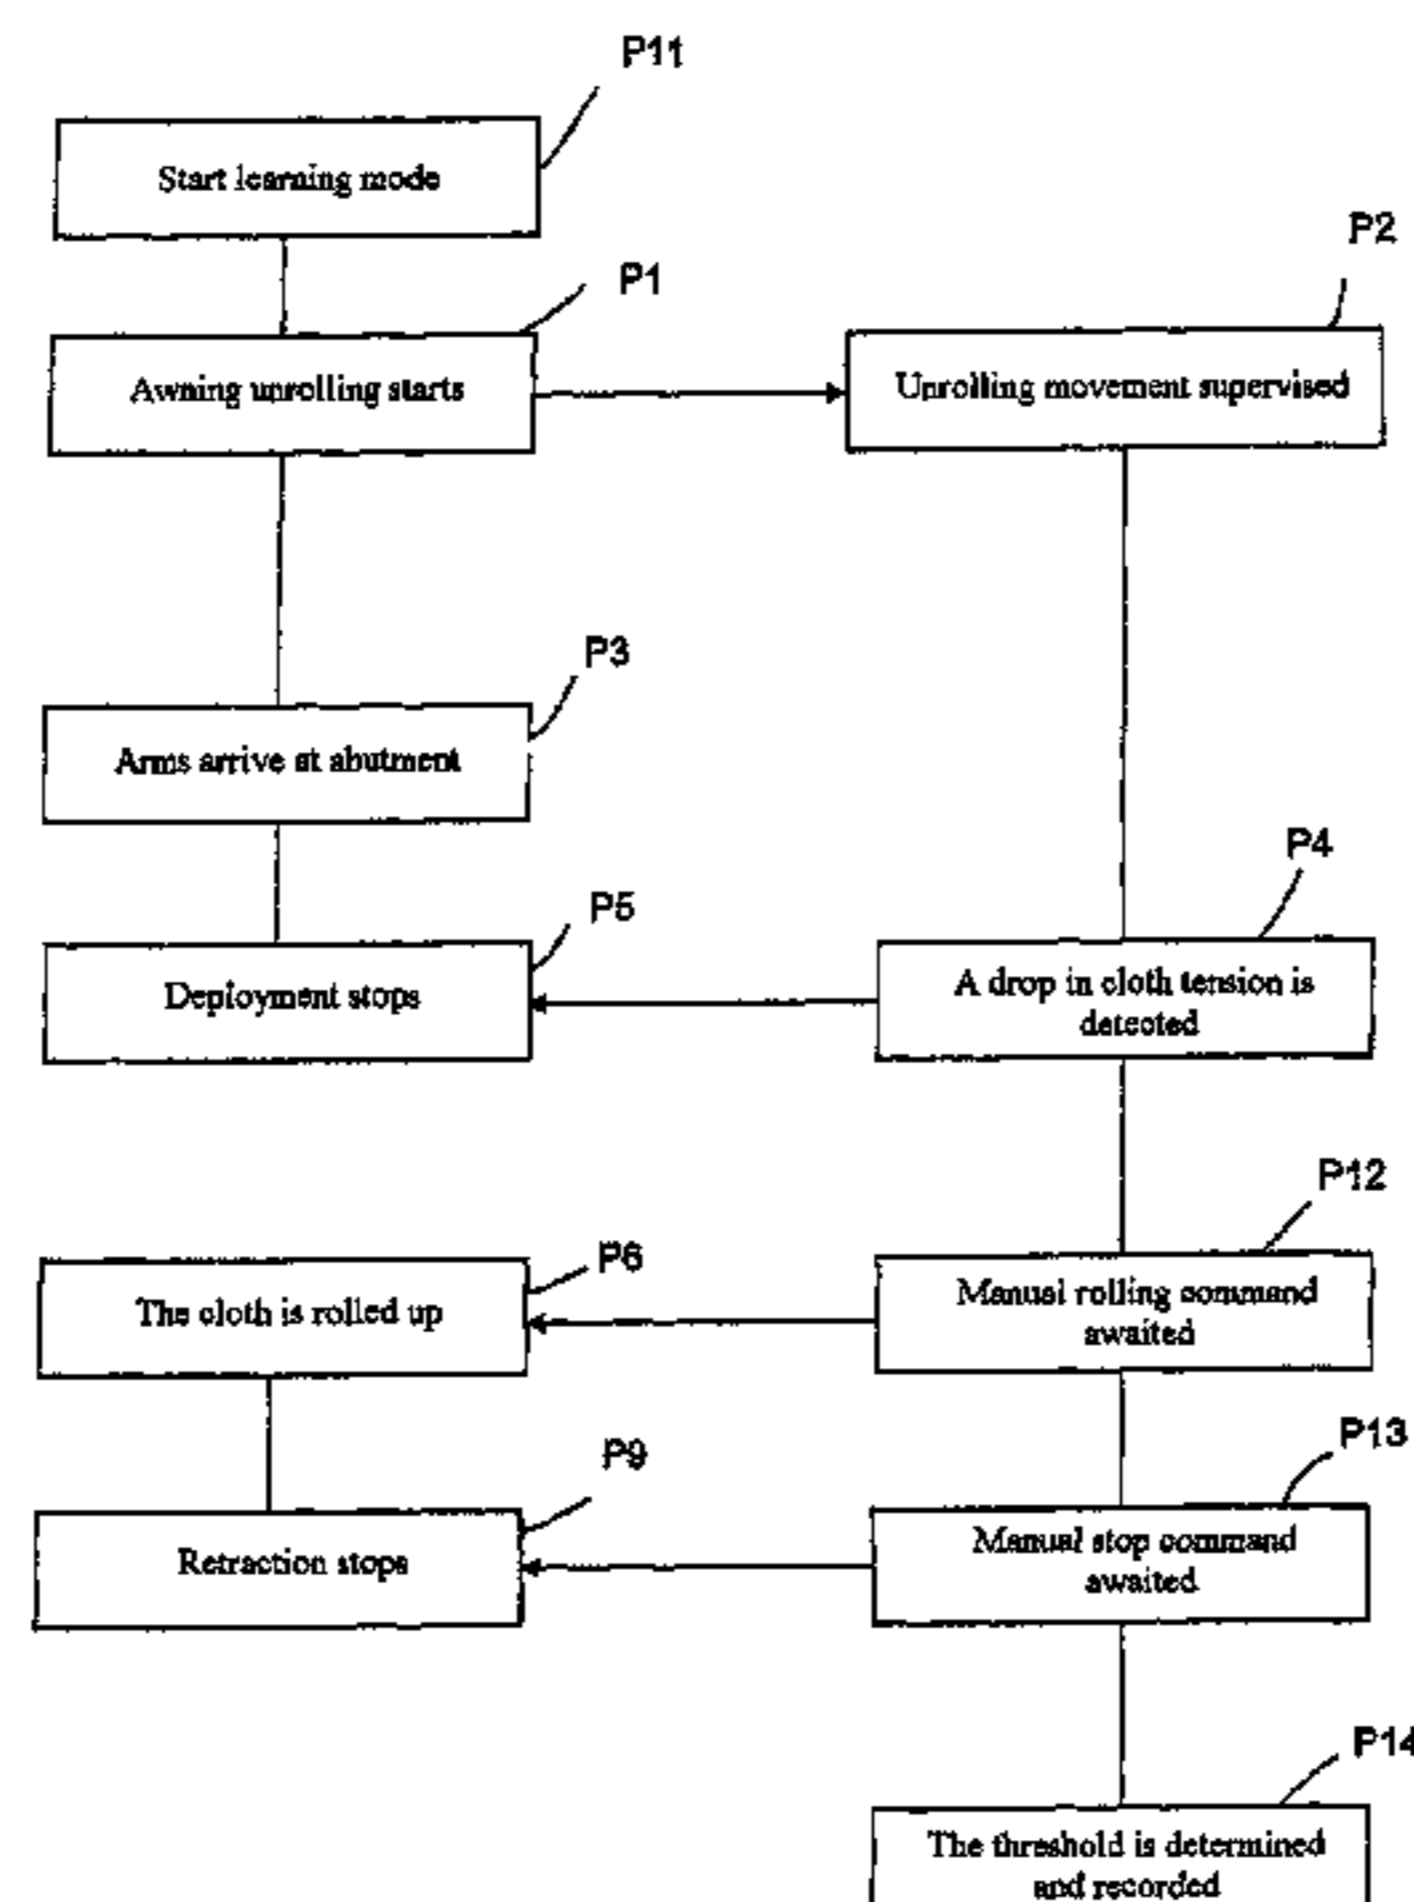 P11
Start learning mode
P2
P1
Awning unrolling starts
Unrolling movement supervised
P3
Arms arrive at abutment
P4
P5
Deployment stops
A drop in cloth tension is
detected
P12
P6
The cloth is rolled up
Manual rolling command
awaited
P13
P9
Retraction stops
Manual stop command
awaited
P14
The threshold is determined
and recorded